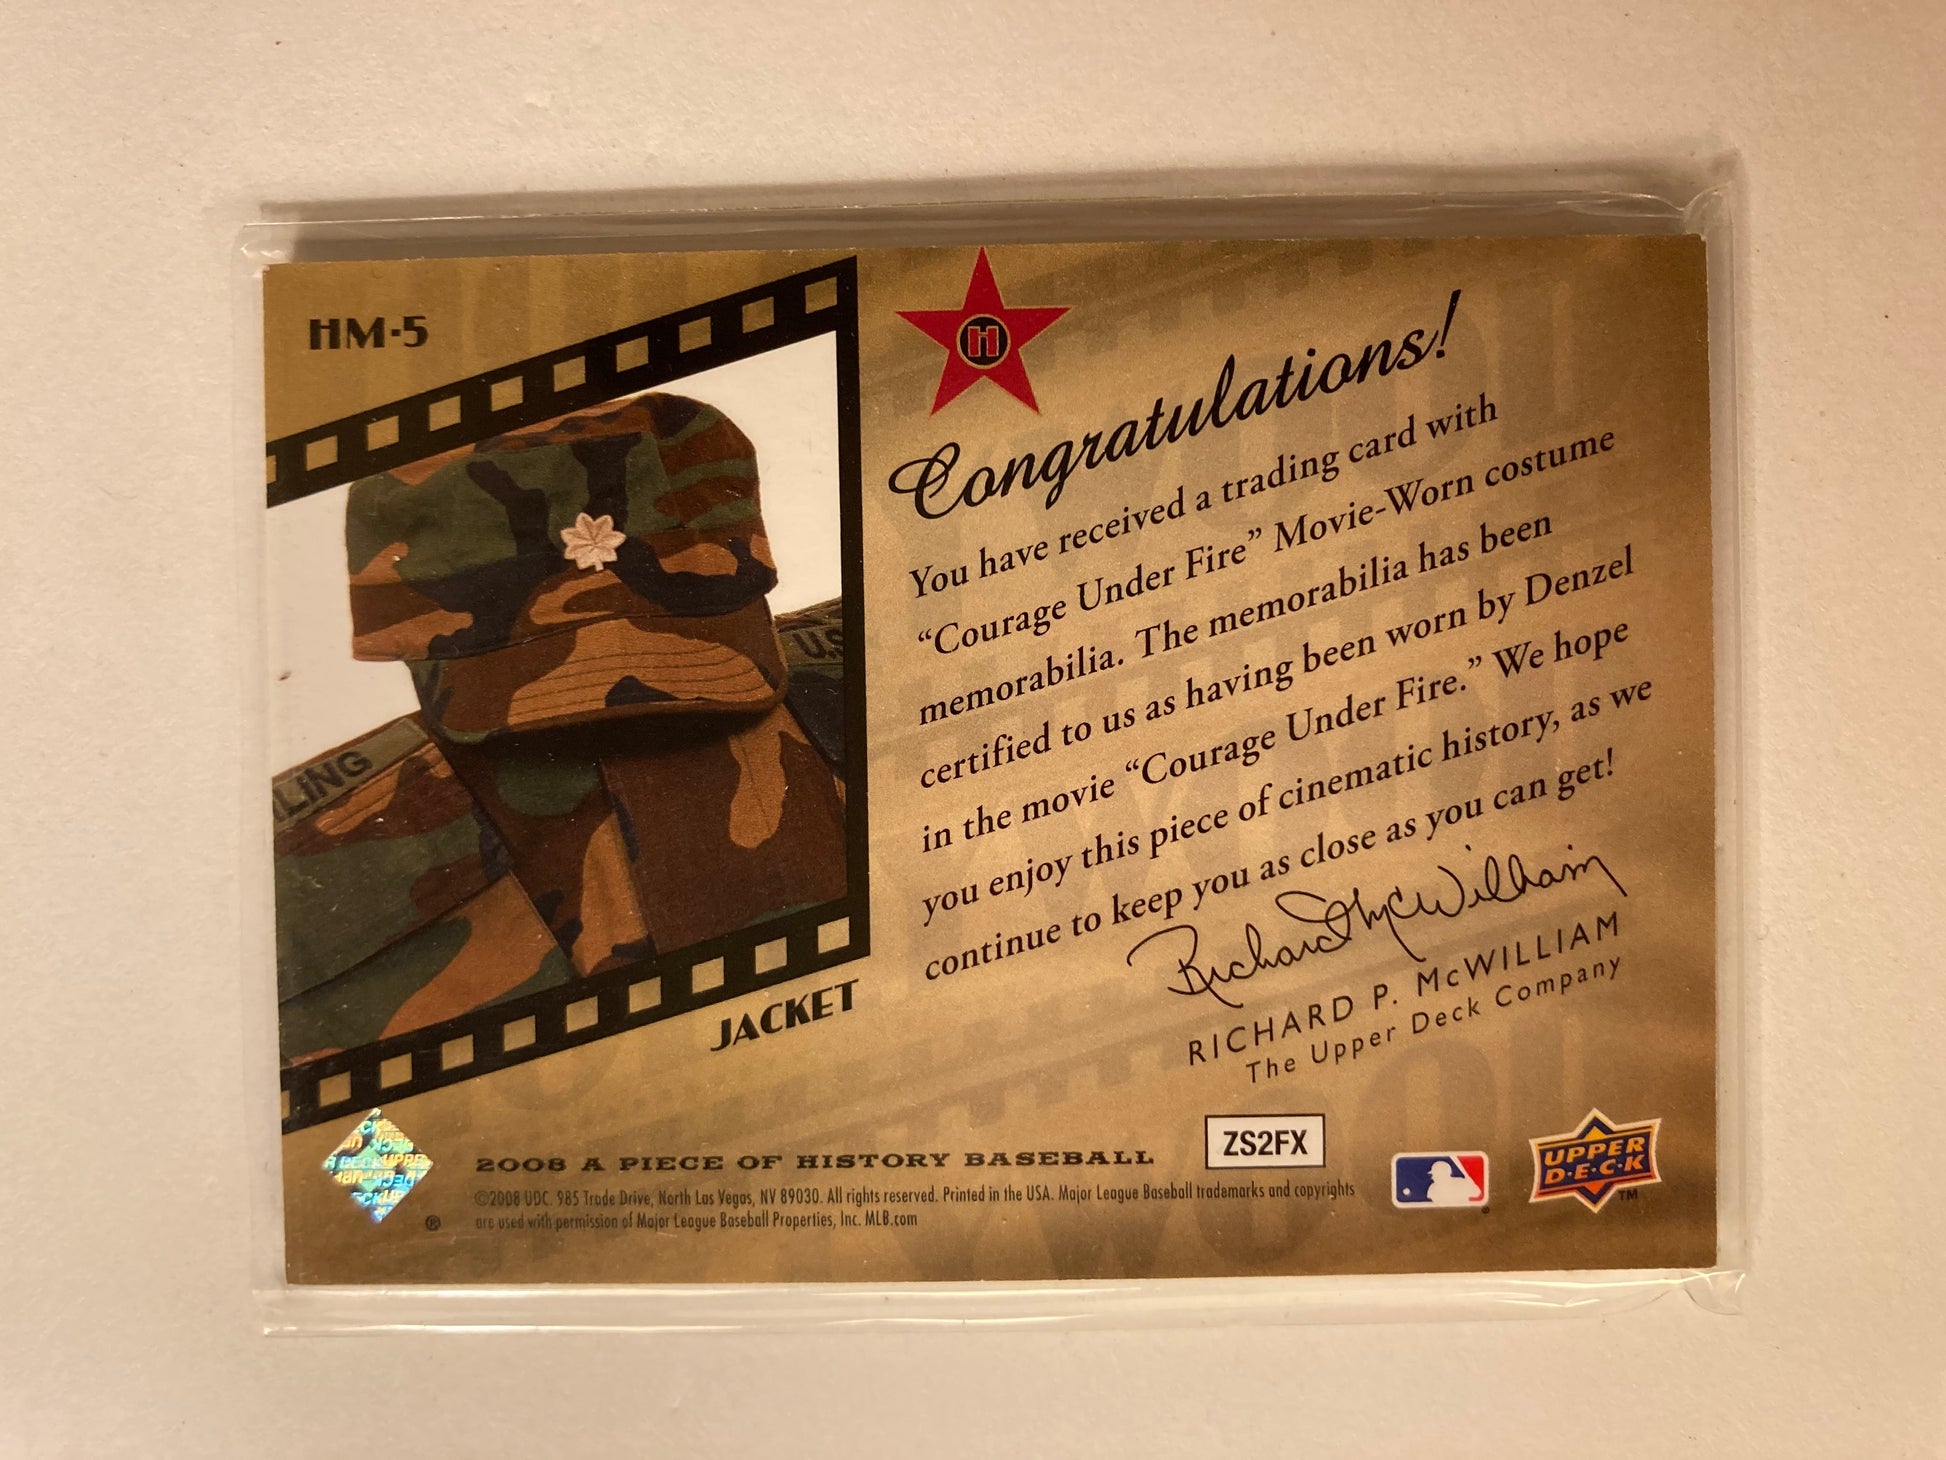 HM-5
H
Congratulations!
You have received a trading card with
“Courage Under Fire” Movie-Worn costume
memorabilia. The memorabilia has been
certified to us as having been worn by Denzel
in the movie “Courage Under Fire.” We hope
you enjoy this piece of cinematic history, as we
continue to keep you as close as you can get!
Richard McWilliam
RICHARD P. McWILLIAM
The Upper Deck Company
U.S
LING
JACKET
ZS2FX
2008 A PIECE OF HISTORY BASEBALL
©2008 UDC. 985 Trade Drive, North Las Vegas, NV 89030. All rights reserved. Printed in the USA. Major League Baseball trademarks and copyrights
are used with permission of Major League Baseball Properties, Inc. MLB.com
®
UPPER
D·E·C·K
TM